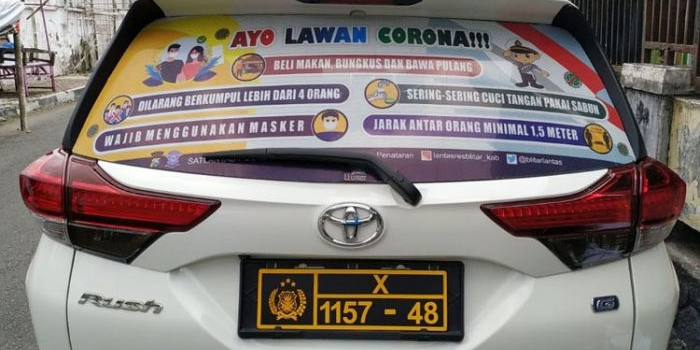 AYO LAWAN CORONA!!!
BELI MAKAN, BUNGKUS DAN BAWA PULANG
DILARANG BERKUMPUL LEBIH DARI 4 ORANG
SERING-SERING CUCI TANGAN PAKAI SABUN
WAJIB MENGGUNAKAN MASKER
JARAK ANTAR ORANG MINIMAL 1,5 METER
Penataran lantasresblitar_kab @blitarlantas
Rush
G
X
1157 - 48